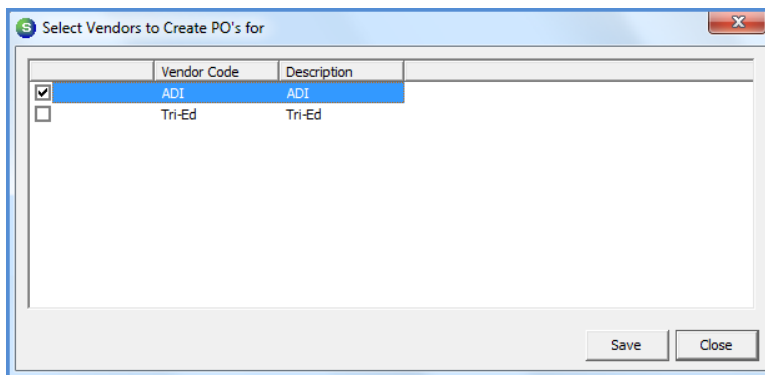 S Select Vendors to Create PO's for
Vendor Code Description
ADI ADI
Tri-Ed Tri-Ed
Save Close